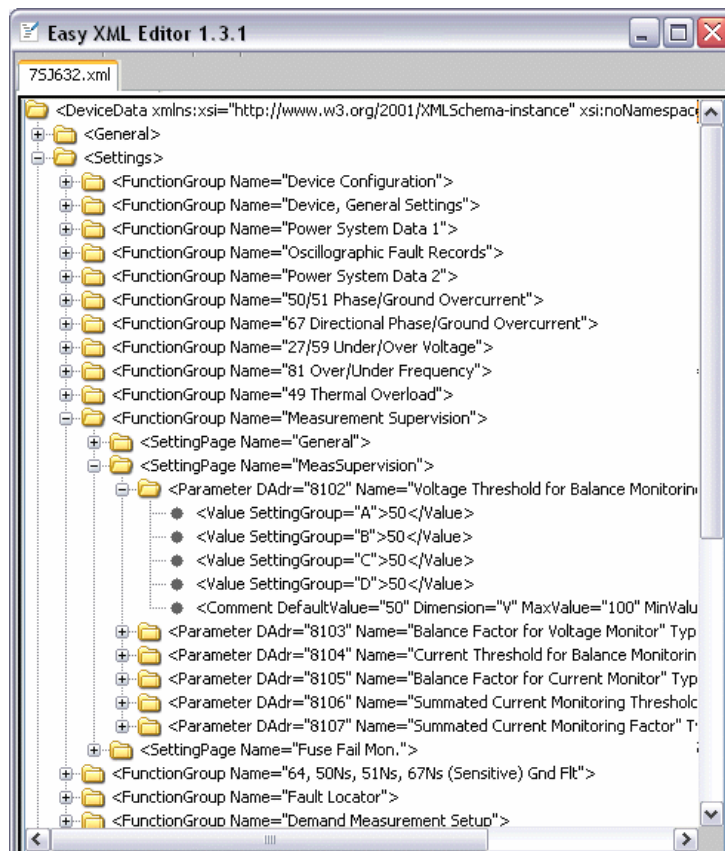 Easy XML Editor 1.3.1
7SJ632.xml
<DeviceData xmlns:xsi="http://www.w3.org/2001/XMLSchema-instance" xsi:noNamespac
<General>
<Settings>
<FunctionGroup Name="Device Configuration">
<FunctionGroup Name="Device, General Settings">
<FunctionGroup Name="Power System Data 1">
<FunctionGroup Name="Oscillographic Fault Records">
<FunctionGroup Name="Power System Data 2">
<FunctionGroup Name="50/51 Phase/Ground Overcurrent">
<FunctionGroup Name="67 Directional Phase/Ground Overcurrent">
<FunctionGroup Name="27/59 Under/Over Voltage">
<FunctionGroup Name="81 Over/Under Frequency">
<FunctionGroup Name="49 Thermal Overload">
<FunctionGroup Name="Measurement Supervision">
<SettingPage Name="General">
<SettingPage Name="MeasSupervision">
<Parameter DAdr="8102" Name="Voltage Threshold for Balance Monitorin
<Value SettingGroup="A">50</Value>
<Value SettingGroup="B">50</Value>
<Value SettingGroup="C">50</Value>
<Value SettingGroup="D">50</Value>
<Comment DefaultValue="50" Dimension="V" MaxValue="100" MinValu
<Parameter DAdr="8103" Name="Balance Factor for Voltage Monitor" Typ
<Parameter DAdr="8104" Name="Current Threshold for Balance Monitorin
<Parameter DAdr="8105" Name="Balance Factor for Current Monitor" Typ
<Parameter DAdr="8106" Name="Summated Current Monitoring Threshold
<Parameter DAdr="8107" Name="Summated Current Monitoring Factor" T
<SettingPage Name="Fuse Fail Mon.">
<FunctionGroup Name="64, 50Ns, 51Ns, 67Ns (Sensitive) Gnd Flt">
<FunctionGroup Name="Fault Locator">
<FunctionGroup Name="Demand Measurement Setup">